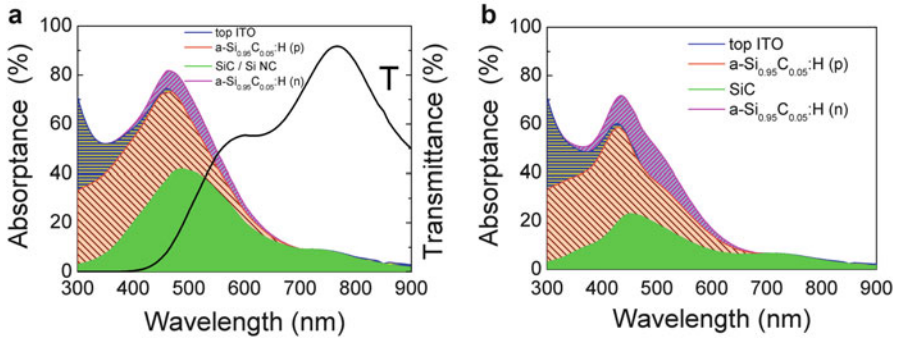 a
100
80
60
40
20
0
Absorptance (%)
top ITO
a-Si0.95C0.05:H (p)
SiC / Si NC
a-Si0.95C0.05:H (n)
T
Transmittance (%)
300 400 500 600 700 800 900
Wavelength (nm)
b
100
80
60
40
20
0
Absorptance (%)
top ITO
a-Si0.95C0.05:H (p)
SiC
a-Si0.95C0.05:H (n)
300 400 500 600 700 800 900
Wavelength (nm)